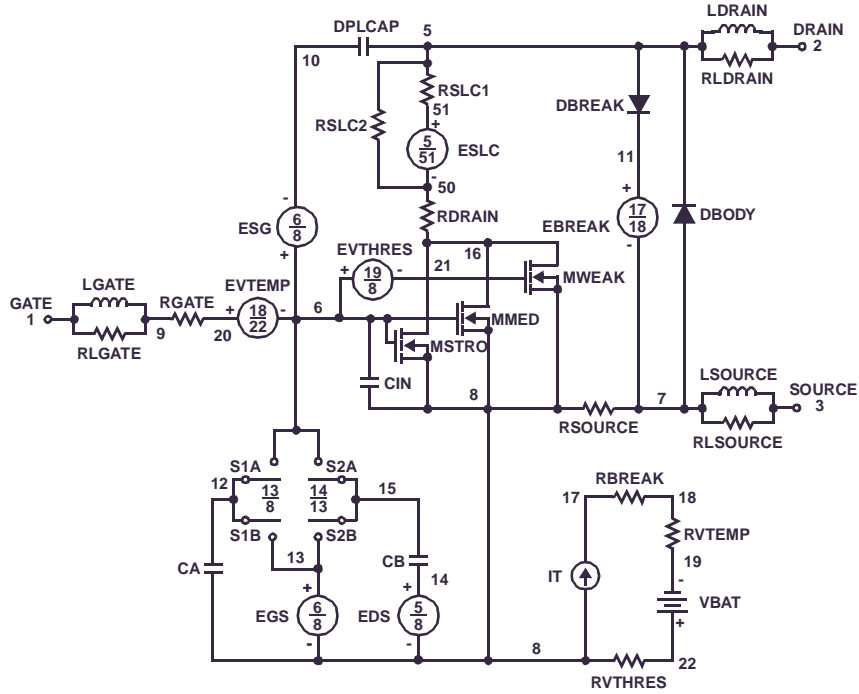 LDRAIN
DPLCAP 5 DRAIN
10 2
RLDRAIN
RSLC1
51
RSLC2
+
5
51
ESLC
-
50
DBREAK
11
+
17
18
EBREAK
-
DBODY
-
6
8
ESG
+
RDRAIN
EVTHRES
16
+ 19
8
- 21
MWEAK
LGATE
EVTEMP
GATE
1
RGATE
+ 18
22
- 6
MMED
9 20
RLGATE
MSTRO
CIN
8
7
LSOURCE
SOURCE
3
RSOURCE
RLSOURCE
S1A S2A
12
13
8
14
13
15
S1B S2B
13
CA
CB
14
+ +
EGS
6
8
EDS
5
8
- -
RBREAK
17 18
RVTEMP
19
IT
-
VBAT
+
8
22
RVTHRES